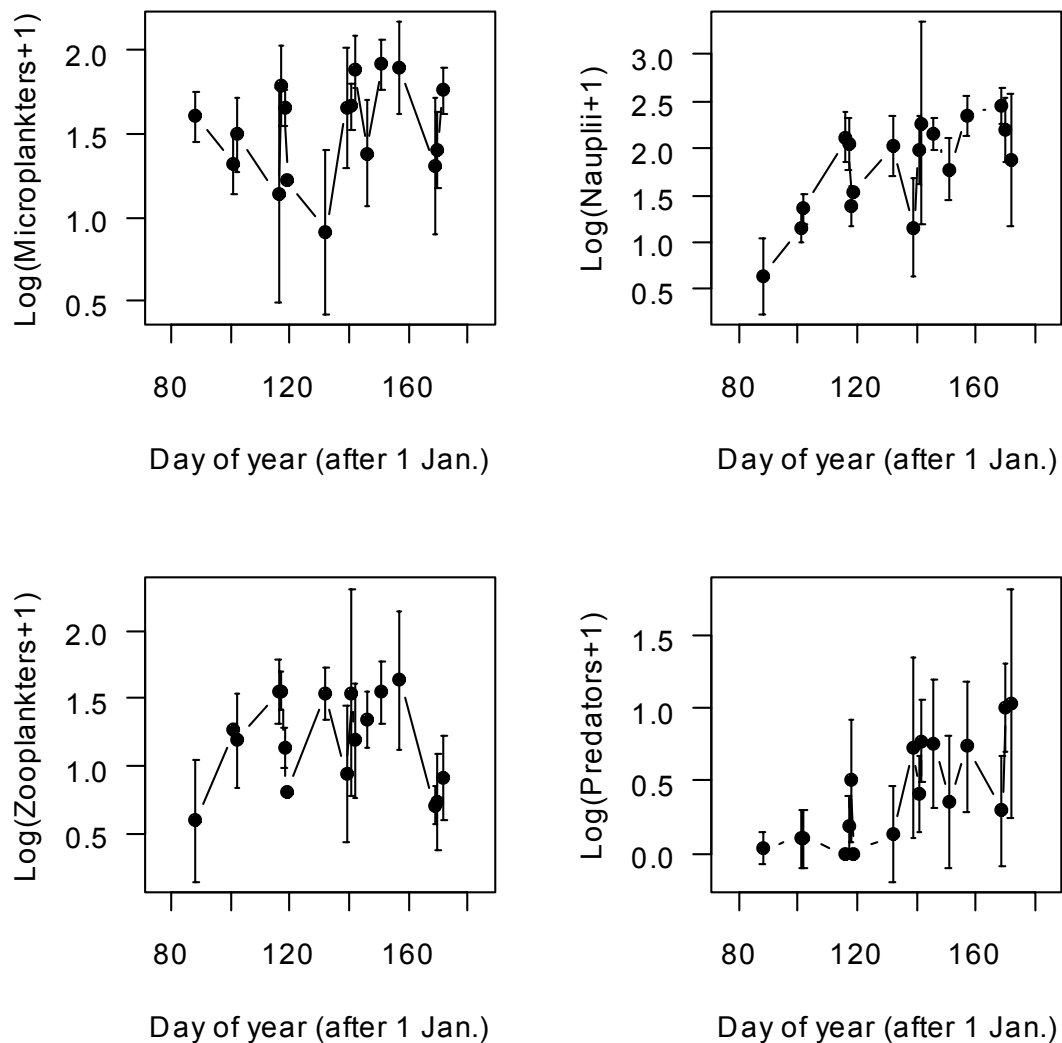 Log(Microplankters+1)
2.0
1.5
1.0
0.5
80 120 160
Day of year (after 1 Jan.)
Log(Nauplii+1)
3.0
2.5
2.0
1.5
1.0
0.5
80 120 160
Day of year (after 1 Jan.)
Log(Zooplankters+1)
2.0
1.5
1.0
0.5
80 120 160
Day of year (after 1 Jan.)
Log(Predators+1)
1.5
1.0
0.5
0.0
80 120 160
Day of year (after 1 Jan.)